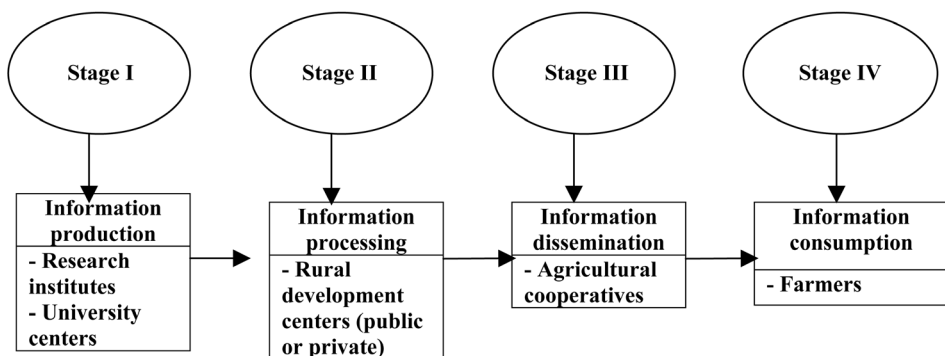 Stage I
Stage II
Stage III
Stage IV
Information
production
- Research
institutes
- University
centers
Information
processing
- Rural
development
centers (public
or private)
Information
dissemination
- Agricultural
cooperatives
Information
consumption
- Farmers